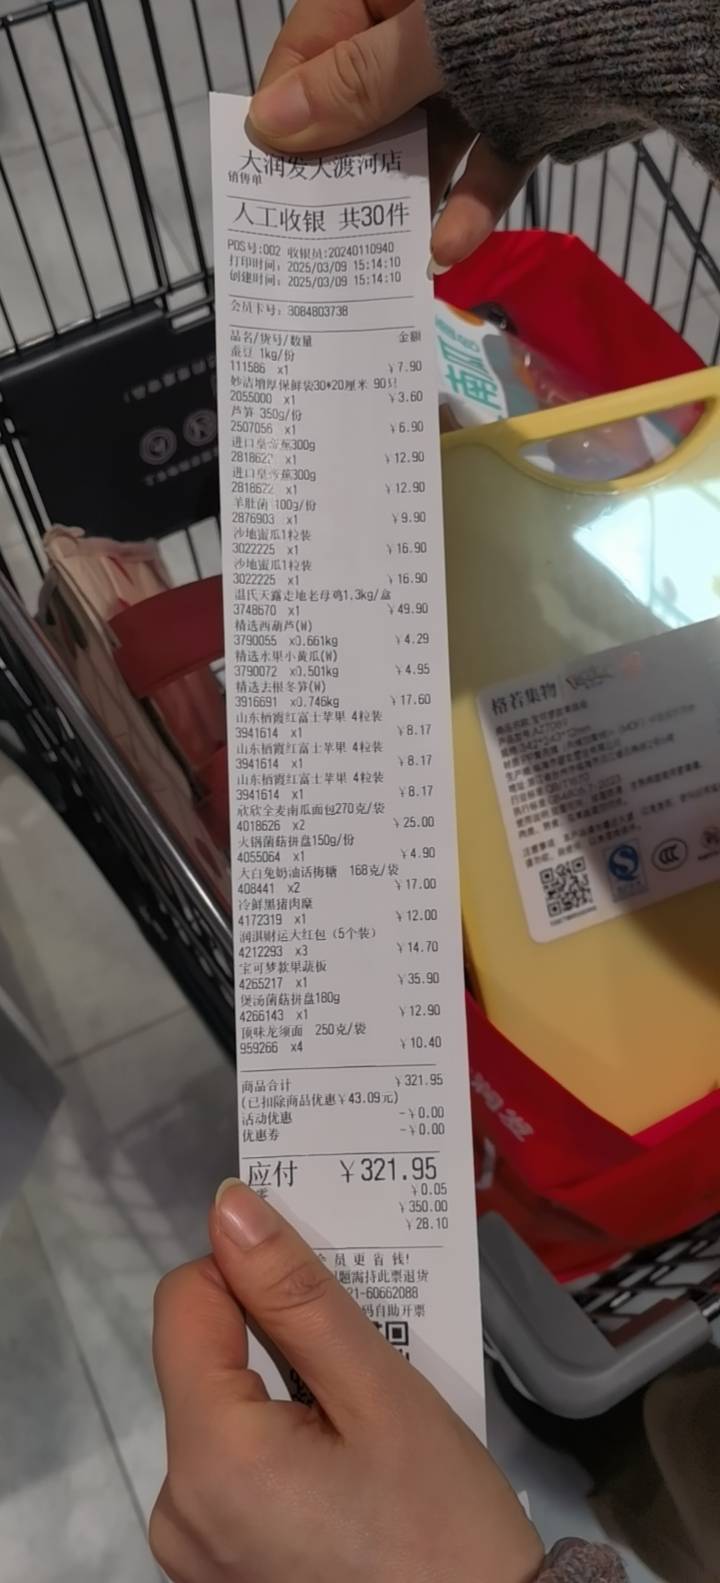 大润发大渡河店
销售单
人工收银 共30件
POS号:002 收银员:20240110940
打印时间: 2025/03/09 15:14:10
创建时间: 2025/03/09 15:14:10
会员卡号: 3084803738
品名/货号/数量 金额
蚕豆 1kg/份
111586 x1 ¥7.90
妙洁增厚保鲜袋30*20厘米 90只
2055000 x1 ¥3.60
芦笋 350g/份
2507056 x1 ¥6.90
进口皇帝蕉300g
2818622 x1 ¥12.90
进口皇帝蕉300g
2818622 x1 ¥12.90
羊肚菌 100g/份
2876903 x1 ¥9.90
沙地蜜瓜1粒装
3022225 x1 ¥16.90
沙地蜜瓜1粒装
3022225 x1 ¥16.90
温氏天露走地老母鸡1.3kg/盒
3748670 x1 ¥49.90
精选西葫芦(W)
3790055 x0.661kg ¥4.29
精选水果小黄瓜(W)
3790072 x0.501kg ¥4.95
精选去根冬笋(W)
3916691 x0.746kg ¥17.60
山东栖霞红富士苹果 4粒装
3941614 x1 ¥8.17
山东栖霞红富士苹果 4粒装
3941614 x1 ¥8.17
山东栖霞红富士苹果 4粒装
3941614 x1 ¥8.17
欣欣全麦南瓜面包270克/袋
4018626 x2 ¥25.00
火锅菌菇拼盘150g/份
4055064 x1 ¥4.90
大白兔奶油话梅糖 168克/袋
408441 x2 ¥17.00
冷鲜黑猪肉糜
4172319 x1 ¥12.00
润淇财运大红包（5个装）
4212293 x3 ¥14.70
宝可梦款果蔬板
4265217 x1 ¥35.90
煲汤菌菇拼盘180g
4266143 x1 ¥12.90
顶味龙须面 250克/袋
959266 x4 ¥10.40
商品合计 ¥321.95
(已扣除商品优惠¥43.09元)
活动优惠 -¥0.00
优惠券 -¥0.00
应付 ¥321.95
¥0.05
¥350.00
¥28.10
员更省钱!
题需持此票退货
21-60662088
码自助开票
南瓜
格若集物